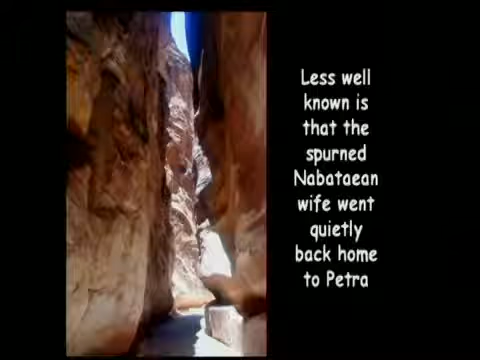 Less well
known is
that the
spurned
Nabataean
wife went
quietly
back home
to Petra